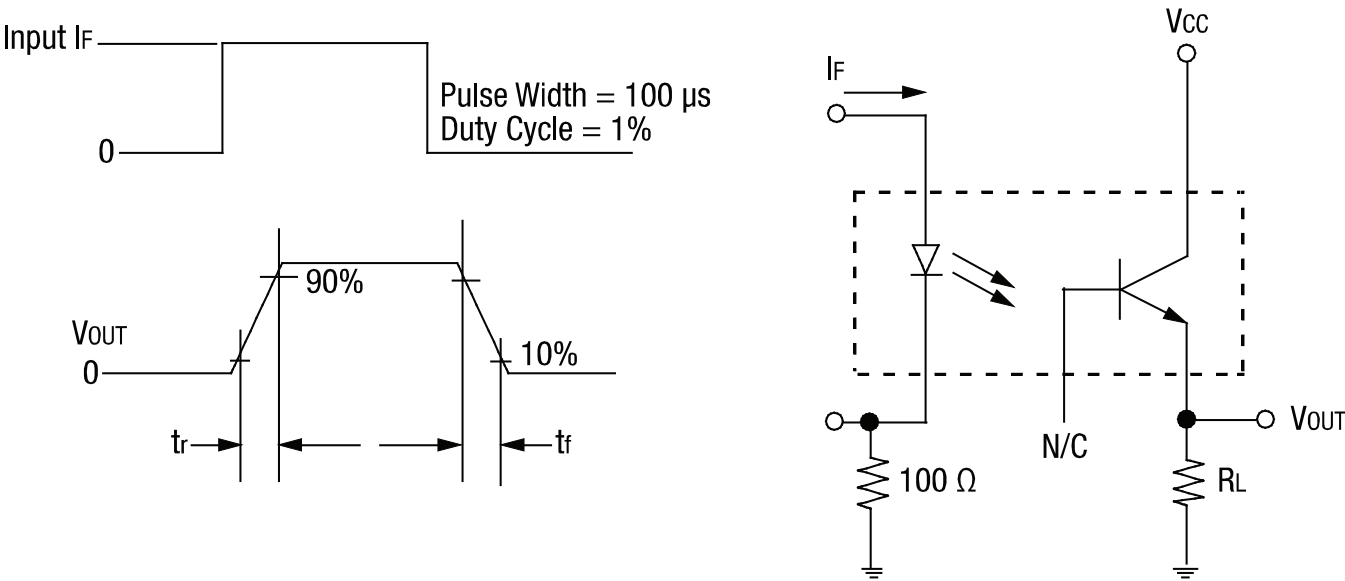 Input IF
0
Pulse Width = 100 µs
Duty Cycle = 1%
90%
VOUT
0
10%
tr
tf
VCC
IF
N/C
VOUT
100 Ω
RL